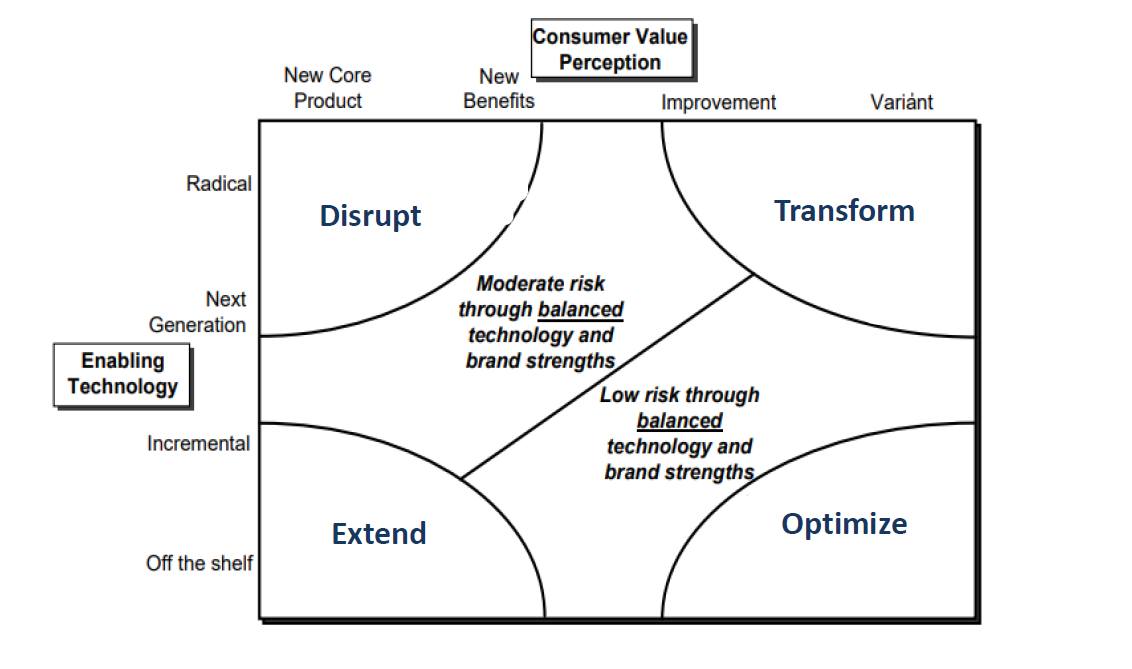 Consumer Value
Perception
New Core
Product
New
Benefits
Improvement
Variant
Radical
Disrupt
Transform
Next
Generation
Moderate risk
through balanced
technology and
brand strengths
Enabling
Technology
Low risk through
balanced
technology and
brand strengths
Incremental
Extend
Optimize
Off the shelf